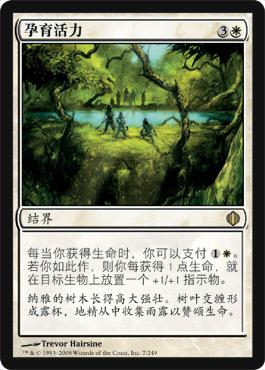 孕育活力 3
结界
每当你获得生命时，你可以支付 1 。
若你如此作，则你每获得 1 点生命，就
在目标生物上放置一个 +1/+1 指示物。
纳雅的树木长得高大强壮。树叶交缠形
成露杯，地精从中收集雨露以赞颂生命。
Trevor Hairsine
™ & © 1993-2008 Wizards of the Coast, Inc. 7/249